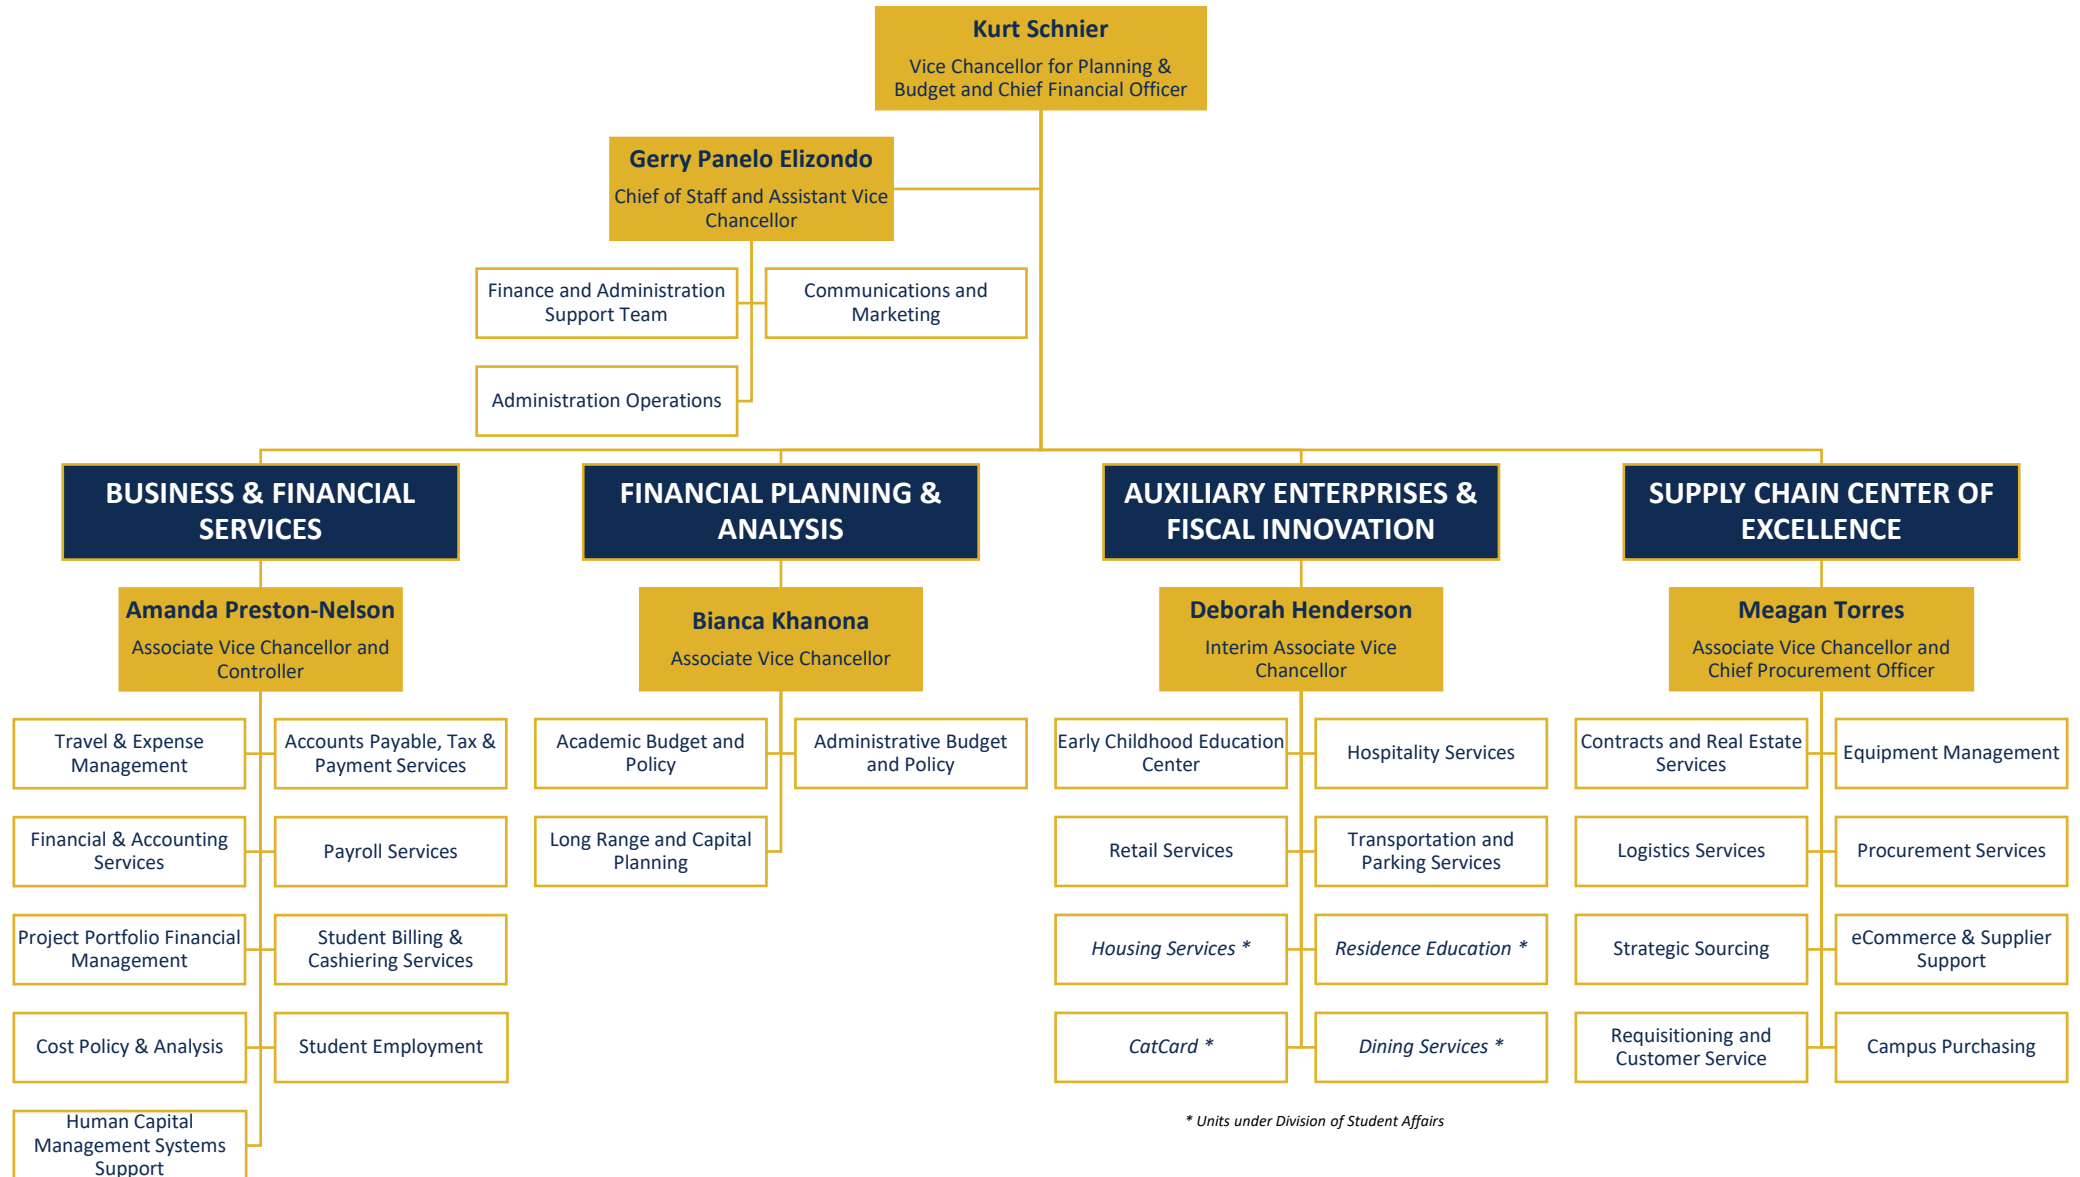 Kurt Schnier
Vice Chancellor for Planning &
Budget and Chief Financial Officer
Gerry Panelo Elizondo
Chief of Staff and Assistant Vice
Chancellor
Finance and Administration
Support Team
Communications and
Marketing
Administration Operations
BUSINESS & FINANCIAL
SERVICES
Amanda Preston-Nelson
Associate Vice Chancellor and
Controller
Travel & Expense
Management
Accounts Payable, Tax &
Payment Services
Financial & Accounting
Services
Payroll Services
Project Portfolio Financial
Management
Student Billing &
Cashiering Services
Cost Policy & Analysis
Student Employment
Human Capital
Management Systems
Support
FINANCIAL PLANNING &
ANALYSIS
Bianca Khanona
Associate Vice Chancellor
Academic Budget and
Policy
Administrative Budget
and Policy
Long Range and Capital
Planning
AUXILIARY ENTERPRISES &
FISCAL INNOVATION
Deborah Henderson
Interim Associate Vice
Chancellor
Early Childhood Education
Center
Hospitality Services
Retail Services
Transportation and
Parking Services
Housing Services *
Residence Education *
CatCard *
Dining Services *
* Units under Division of Student Affairs
SUPPLY CHAIN CENTER OF
EXCELLENCE
Meagan Torres
Associate Vice Chancellor and
Chief Procurement Officer
Contracts and Real Estate
Services
Equipment Management
Logistics Services
Procurement Services
Strategic Sourcing
eCommerce & Supplier
Support
Requisitioning and
Customer Service
Campus Purchasing